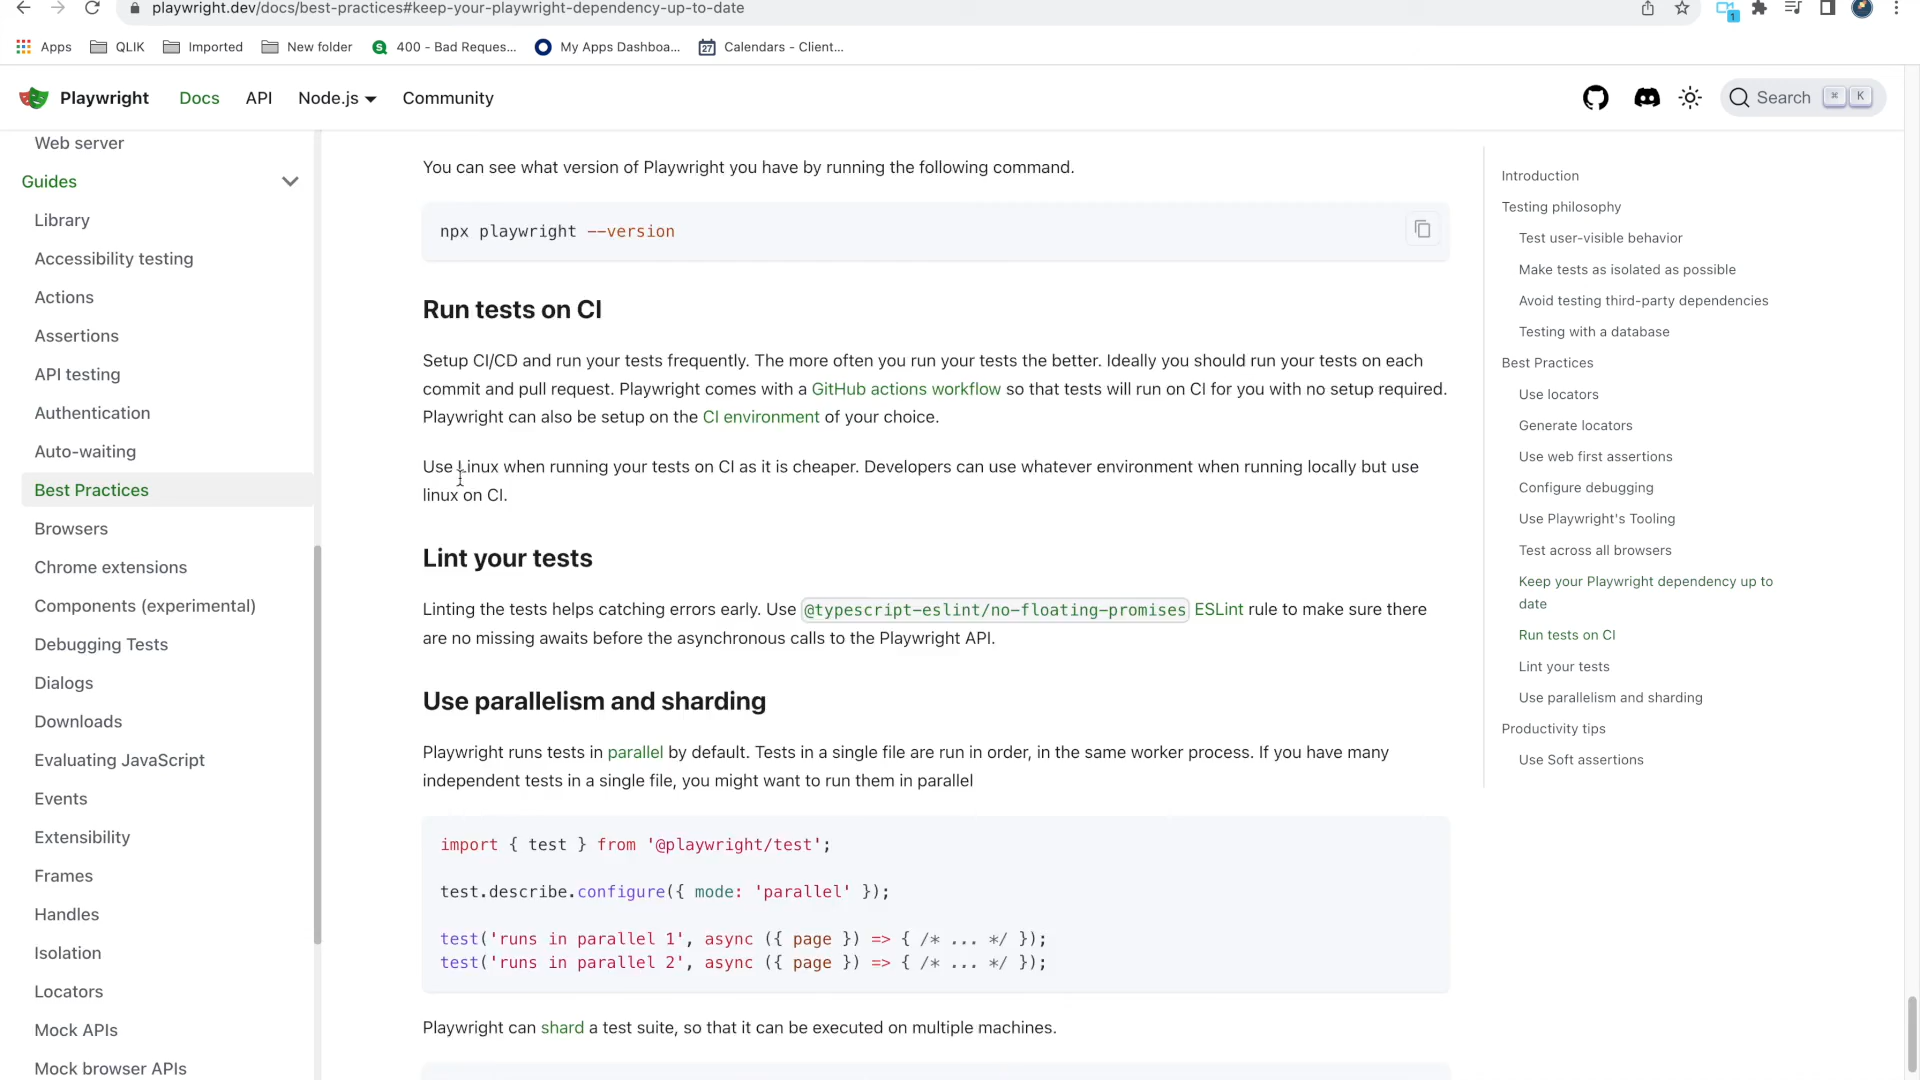 playwright.dev/docs/best-practices#keep-your-playwright-dependency-up-to-date
1
Apps QLIK Imported New folder S 400 - Bad Reques... My Apps Dashboa... 27 Calendars - Client...
Playwright Docs API Node.js Community Search ⌘ K
Web server
Guides
Library
Accessibility testing
Actions
Assertions
API testing
Authentication
Auto-waiting
Best Practices
Browsers
Chrome extensions
Components (experimental)
Debugging Tests
Dialogs
Downloads
Evaluating JavaScript
Events
Extensibility
Frames
Handles
Isolation
Locators
Mock APIs
Mock browser APIs
You can see what version of Playwright you have by running the following command.
npx playwright --version
Run tests on CI
Setup CI/CD and run your tests frequently. The more often you run your tests the better. Ideally you should run your tests on each
commit and pull request. Playwright comes with a GitHub actions workflow so that tests will run on CI for you with no setup required.
Playwright can also be setup on the CI environment of your choice.
Use Linux when running your tests on CI as it is cheaper. Developers can use whatever environment when running locally but use
linux on CI.
Lint your tests
Linting the tests helps catching errors early. Use @typescript-eslint/no-floating-promises ESLint rule to make sure there
are no missing awaits before the asynchronous calls to the Playwright API.
Use parallelism and sharding
Playwright runs tests in parallel by default. Tests in a single file are run in order, in the same worker process. If you have many
independent tests in a single file, you might want to run them in parallel
import { test } from '@playwright/test';
test.describe.configure({ mode: 'parallel' });
test('runs in parallel 1', async ({ page }) => { /* ... */ });
test('runs in parallel 2', async ({ page }) => { /* ... */ });
Playwright can shard a test suite, so that it can be executed on multiple machines.
Introduction
Testing philosophy
Test user-visible behavior
Make tests as isolated as possible
Avoid testing third-party dependencies
Testing with a database
Best Practices
Use locators
Generate locators
Use web first assertions
Configure debugging
Use Playwright's Tooling
Test across all browsers
Keep your Playwright dependency up to
date
Run tests on CI
Lint your tests
Use parallelism and sharding
Productivity tips
Use Soft assertions